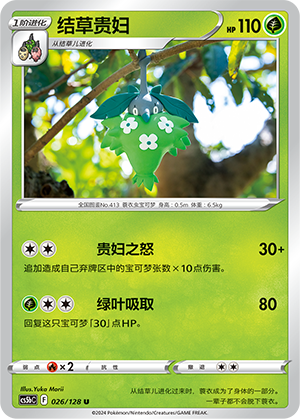 1阶进化
结草贵妇
HP 110
从结草儿进化
全国图鉴No.413 蓑衣虫宝可梦 身高：0.5m 体重：6.5kg
贵妇之怒 30+
追加造成自己弃牌区中的宝可梦张数×10点伤害。
绿叶吸取 80
回复这只宝可梦「30」点HP。
弱点 ×2 抗性 撤退
Illus.Yuka Morii
CS5bC F 026/128 U
从结草儿进化过来时，蓑衣成为了身体的一部分。
一辈子都不会脱下蓑衣。
©2024 Pokémon/Nintendo/Creatures/GAME FREAK.